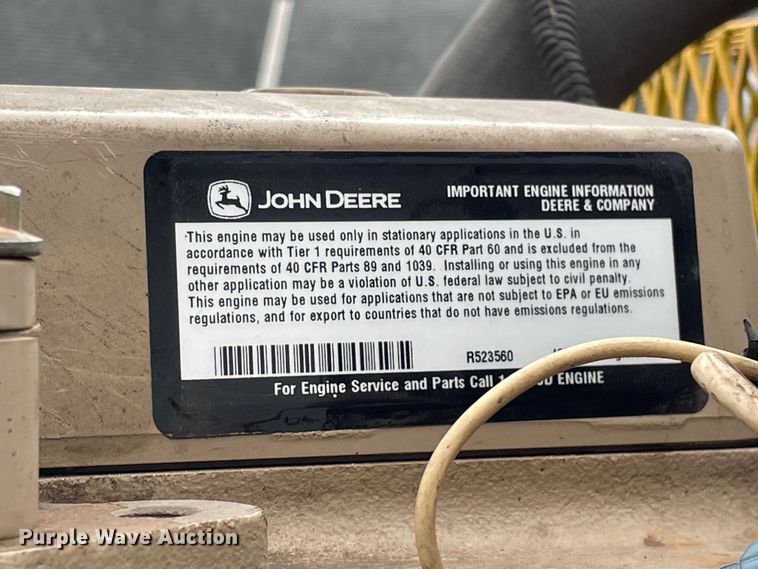 JOHN DEERE
IMPORTANT ENGINE INFORMATION
DEERE & COMPANY
This engine may be used only in stationary applications in the U.S. in
accordance with Tier 1 requirements of 40 CFR Part 60 and is excluded from the
requirements of 40 CFR Parts 89 and 1039. Installing or using this engine in any
other application may be a violation of U.S. federal law subject to civil penalty.
This engine may be used for applications that are not subject to EPA or EU emissions
regulations, and for export to countries that do not have emissions regulations.
R523560
For Engine Service and Parts Call ENGINE
Purple Wave Auction